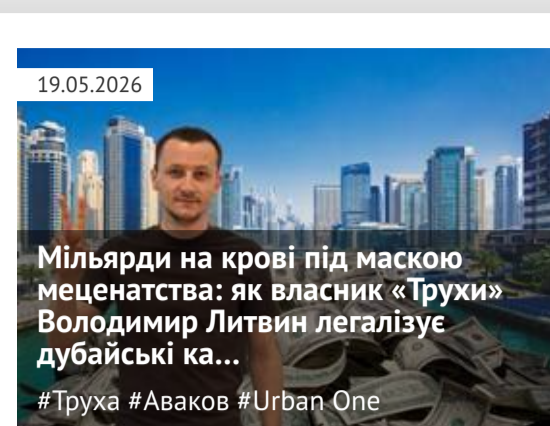 19.05.2026
Мільярди на крові під маскою
меценатства: як власник «Трухи»
Володимир Литвин легалізує
дубайські ка...
#Труха #Аваков #Urban One